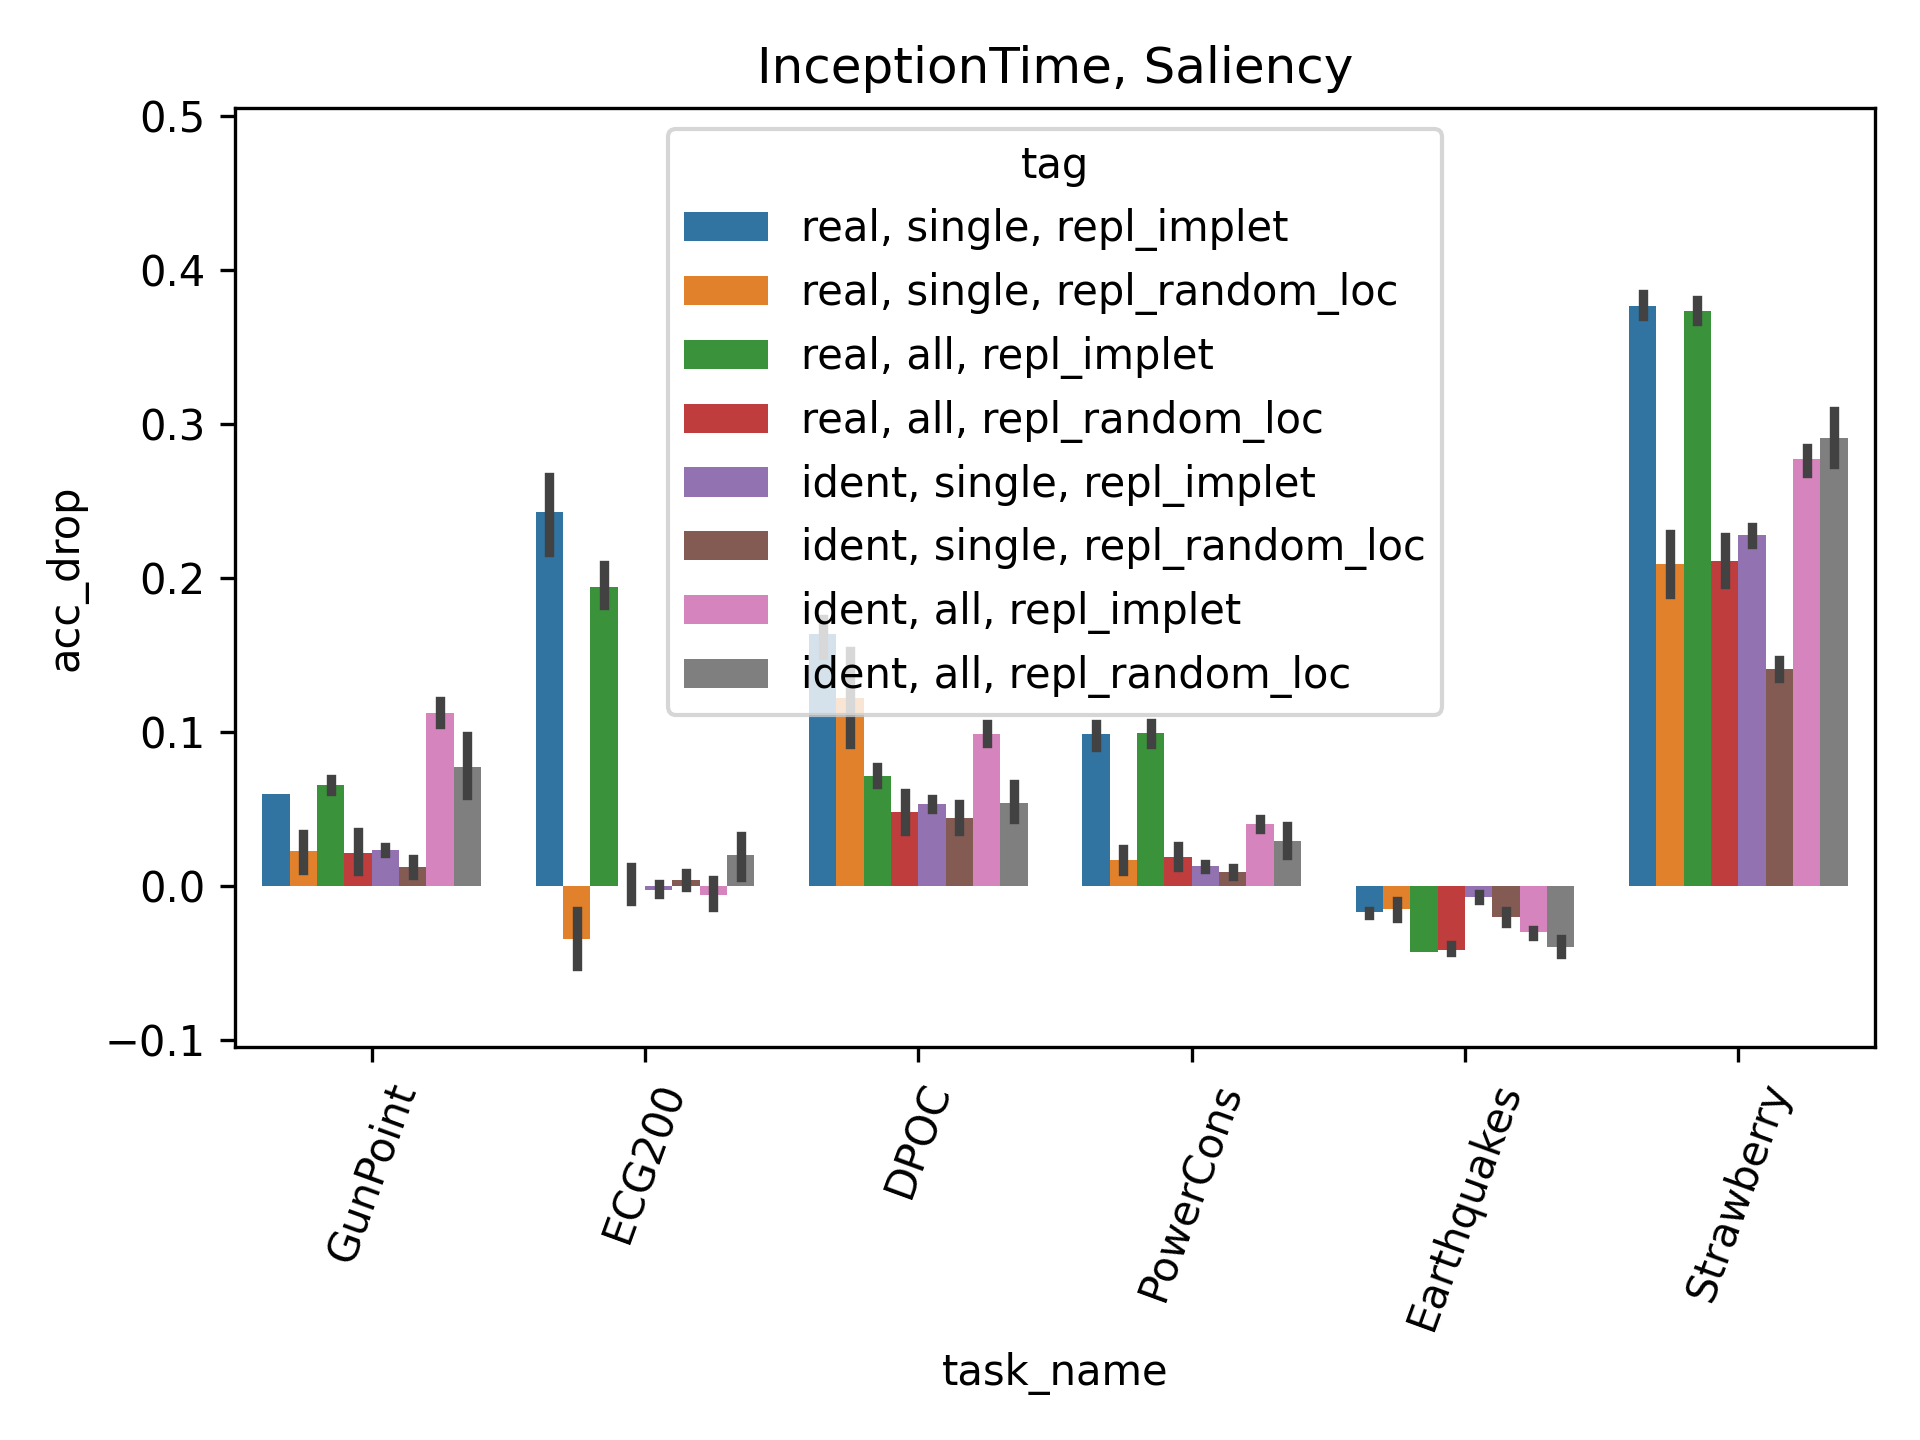 InceptionTime, Saliency
0.5
0.4
0.3
0.2
0.1
0.0
−0.1
acc_drop
tag
real, single, repl_implet
real, single, repl_random_loc
real, all, repl_implet
real, all, repl_random_loc
ident, single, repl_implet
ident, single, repl_random_loc
ident, all, repl_implet
ident, all, repl_random_loc
GunPoint
ECG200
DPOC
PowerCons
Earthquakes
Strawberry
task_name